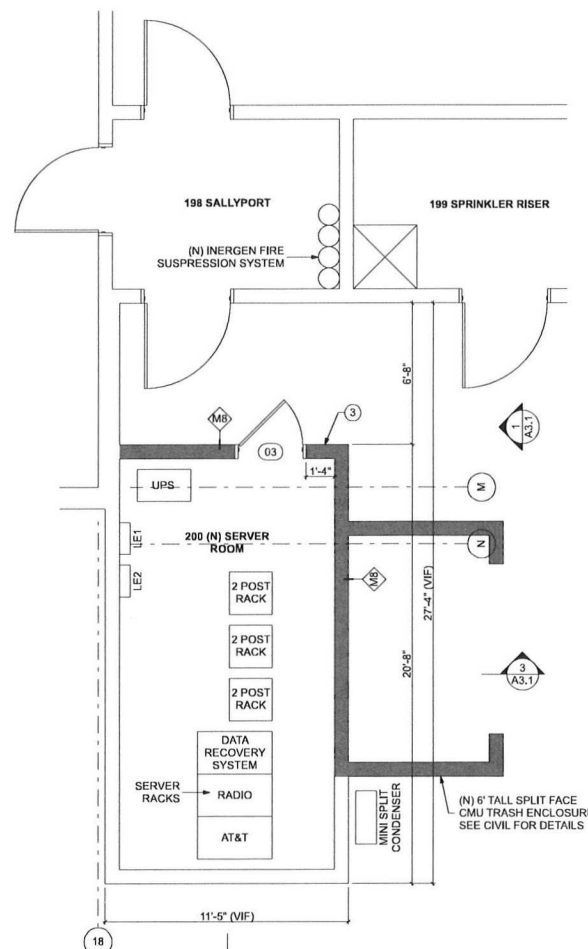 198 SALLYPORT
199 SPRINKLER RISER
(N) INERGEN FIRE
SUSPRESSION SYSTEM
6'-8"
1
A3.1
M8
3
03
1'-4"
UPS
M
LE1
200 (N) SERVER
ROOM
N
LE2
M8
27'-4" (VIF)
2 POST
RACK
2 POST
RACK
20'-8"
3
A3.1
2 POST
RACK
DATA
RECOVERY
SYSTEM
SERVER
RACKS
RADIO
AT&T
MINI SPLIT
CONDENSER
(N) 6' TALL SPLIT FACE
CMU TRASH ENCLOSURE
SEE CIVIL FOR DETAILS
11'-5" (VIF)
18